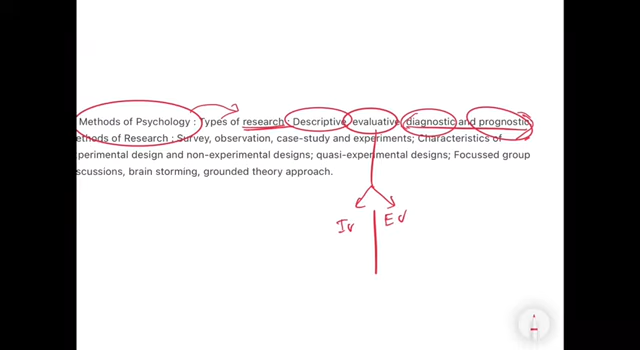 Methods of Psychology : Types of research : Descriptive evaluative diagnostic and prognostic.
ethods of Research : Survey, observation, case-study and experiments; Characteristics of
perimental design and non-experimental designs; quasi-experimental designs; Focussed group
scussions, brain storming, grounded theory approach.
Iv Ev